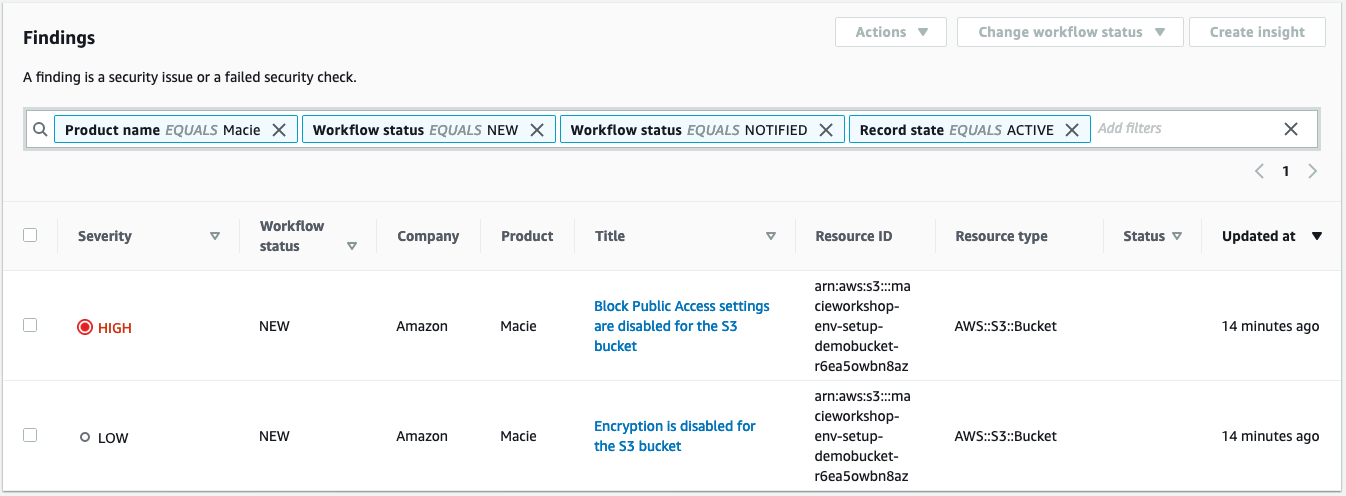 Findings
Actions
Change workflow status
Create insight
A finding is a security issue or a failed security check.
Product name EQUALS Macie
Workflow status EQUALS NEW
Workflow status EQUALS NOTIFIED
Record state EQUALS ACTIVE
Add filters
1
Severity
Workflow
status
Company
Product
Title
Resource ID
Resource type
Status
Updated at
HIGH
NEW
Amazon
Macie
Block Public Access settings
are disabled for the S3
bucket
arn:aws:s3:::ma
cieworkshop-
env-setup-
demobucket-
r6ea5owbn8az
AWS::S3::Bucket
14 minutes ago
LOW
NEW
Amazon
Macie
Encryption is disabled for
the S3 bucket
arn:aws:s3:::ma
cieworkshop-
env-setup-
demobucket-
r6ea5owbn8az
AWS::S3::Bucket
14 minutes ago